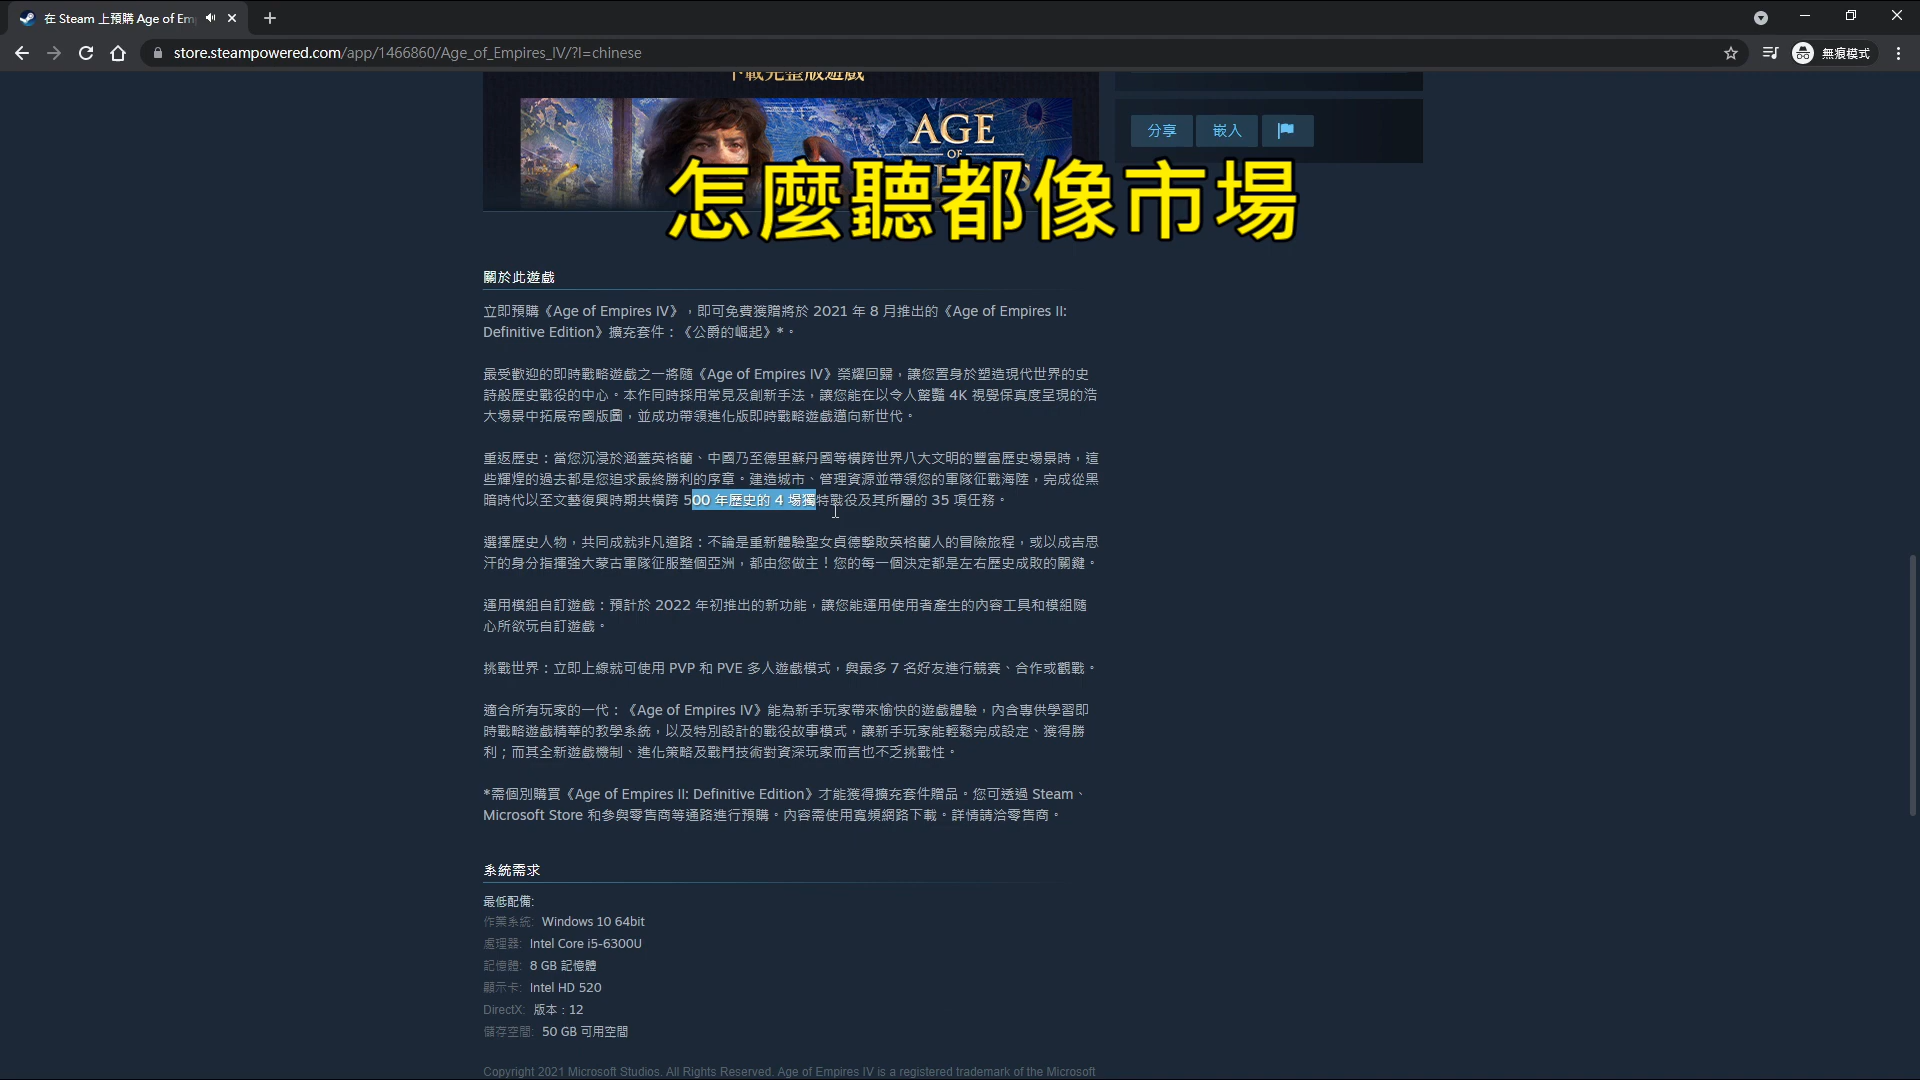 在 Steam 上預購 Age of Em
store.steampowered.com/app/1466860/Age_of_Empires_IV/?l=chinese
無痕模式
下載完整版遊戲
AGE
OF
分享
嵌入
怎麼聽都像市場
關於此遊戲
立即預購《Age of Empires IV》，即可免費獲贈將於 2021 年 8 月推出的《Age of Empires II:
Definitive Edition》擴充套件：《公爵的崛起》*。
最受歡迎的即時戰略遊戲之一將隨《Age of Empires IV》榮耀回歸，讓您置身於塑造現代世界的史
詩般歷史戰役的中心。本作同時採用常見及創新手法，讓您能在以令人驚豔 4K 視覺保真度呈現的浩
大場景中拓展帝國版圖，並成功帶領進化版即時戰略遊戲邁向新世代。
重返歷史：當您沉浸於涵蓋英格蘭、中國乃至德里蘇丹國等橫跨世界八大文明的豐富歷史場景時，這
些輝煌的過去都是您追求最終勝利的序章。建造城市、管理資源並帶領您的軍隊征戰海陸，完成從黑
暗時代以至文藝復興時期共橫跨 500 年歷史的 4 場獨特戰役及其所屬的 35 項任務。
選擇歷史人物，共同成就非凡道路：不論是重新體驗聖女貞德擊敗英格蘭人的冒險旅程，或以成吉思
汗的身分指揮強大蒙古軍隊征服整個亞洲，都由您做主！您的每一個決定都是左右歷史成敗的關鍵。
運用模組自訂遊戲：預計於 2022 年初推出的新功能，讓您能運用使用者產生的內容工具和模組隨
心所欲玩自訂遊戲。
挑戰世界：立即上線就可使用 PVP 和 PVE 多人遊戲模式，與最多 7 名好友進行競賽、合作或觀戰。
適合所有玩家的一代：《Age of Empires IV》能為新手玩家帶來愉快的遊戲體驗，內含專供學習即
時戰略遊戲精華的教學系統，以及特別設計的戰役故事模式，讓新手玩家能輕鬆完成設定、獲得勝
利；而其全新遊戲機制、進化策略及戰鬥技術對資深玩家而言也不乏挑戰性。
*需個別購買《Age of Empires II: Definitive Edition》才能獲得擴充套件贈品。您可透過 Steam、
Microsoft Store 和參與零售商等通路進行預購。內容需使用寬頻網路下載。詳情請洽零售商。
系統需求
最低配備:
作業系統: Windows 10 64bit
處理器: Intel Core i5-6300U
記憶體: 8 GB 記憶體
顯示卡: Intel HD 520
DirectX: 版本：12
儲存空間: 50 GB 可用空間
Copyright 2021 Microsoft Studios. All Rights Reserved. Age of Empires IV is a registered trademark of the Microsoft